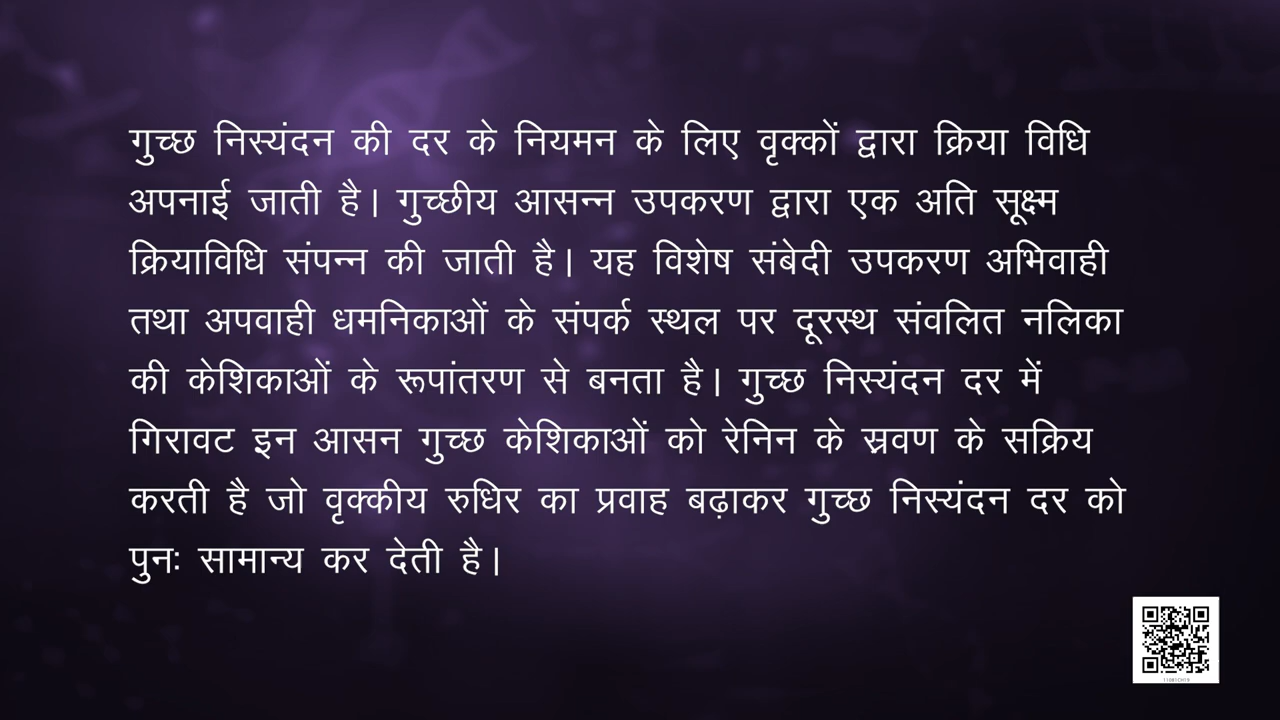 गुच्छ निस्यंदन की दर के नियमन के लिए वृक्कों द्वारा क्रिया विधि
अपनाई जाती है। गुच्छीय आसन्न उपकरण द्वारा एक अति सूक्ष्म
क्रियाविधि संपन्न की जाती है। यह विशेष संबेदी उपकरण अभिवाही
तथा अपवाही धमनिकाओं के संपर्क स्थल पर दूरस्थ संवलित नलिका
की केशिकाओं के रूपांतरण से बनता है। गुच्छ निस्यंदन दर में
गिरावट इन आसन गुच्छ केशिकाओं को रेनिन के स्रवण के सक्रिय
करती है जो वृक्कीय रुधिर का प्रवाह बढ़ाकर गुच्छ निस्यंदन दर को
पुनः सामान्य कर देती है।